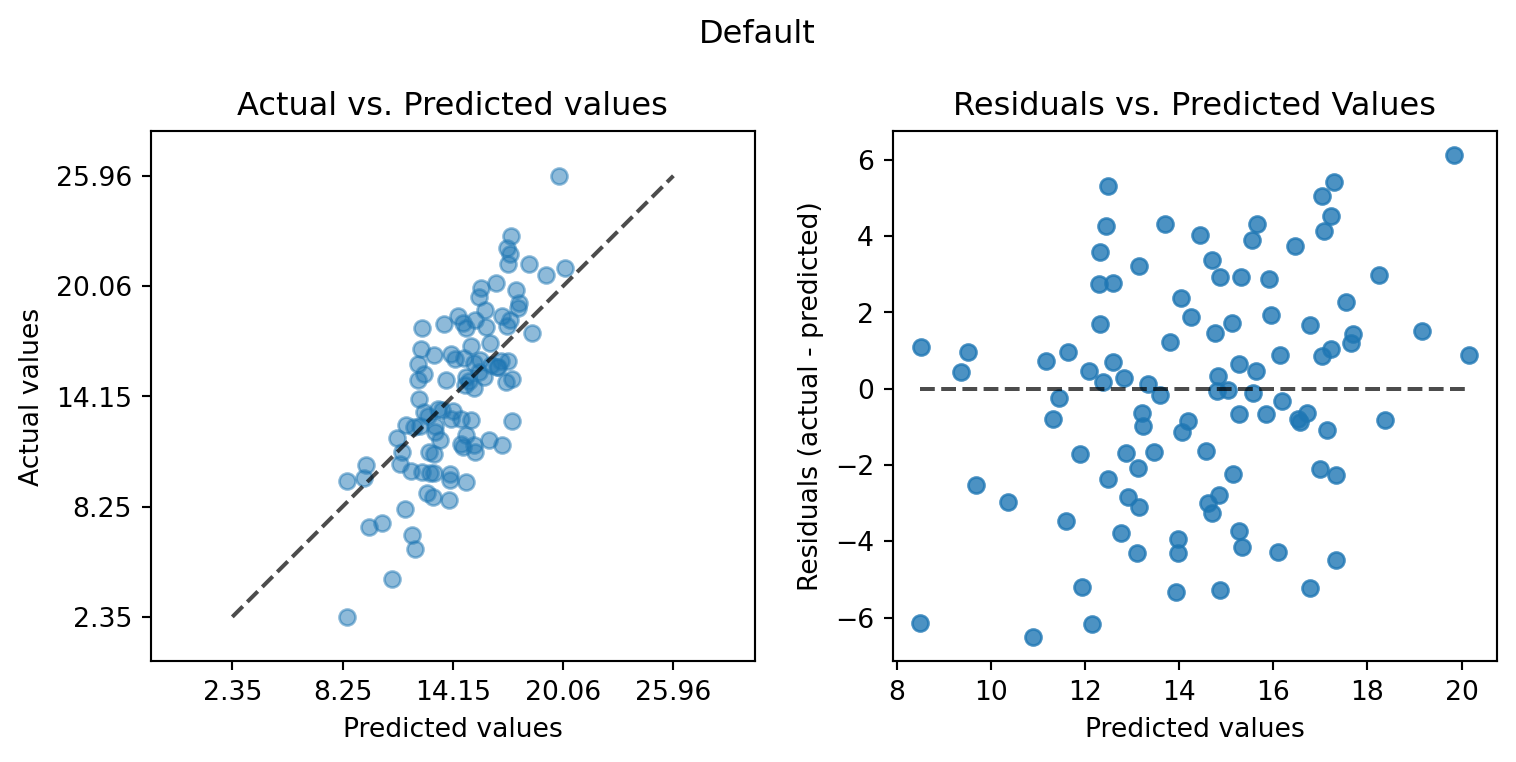 Default
Actual vs. Predicted values
Actual values
25.96
20.06
14.15
8.25
2.35
2.35 8.25 14.15 20.06 25.96
Predicted values
Residuals vs. Predicted Values
Residuals (actual - predicted)
6
4
2
0
−2
−4
−6
8 10 12 14 16 18 20
Predicted values